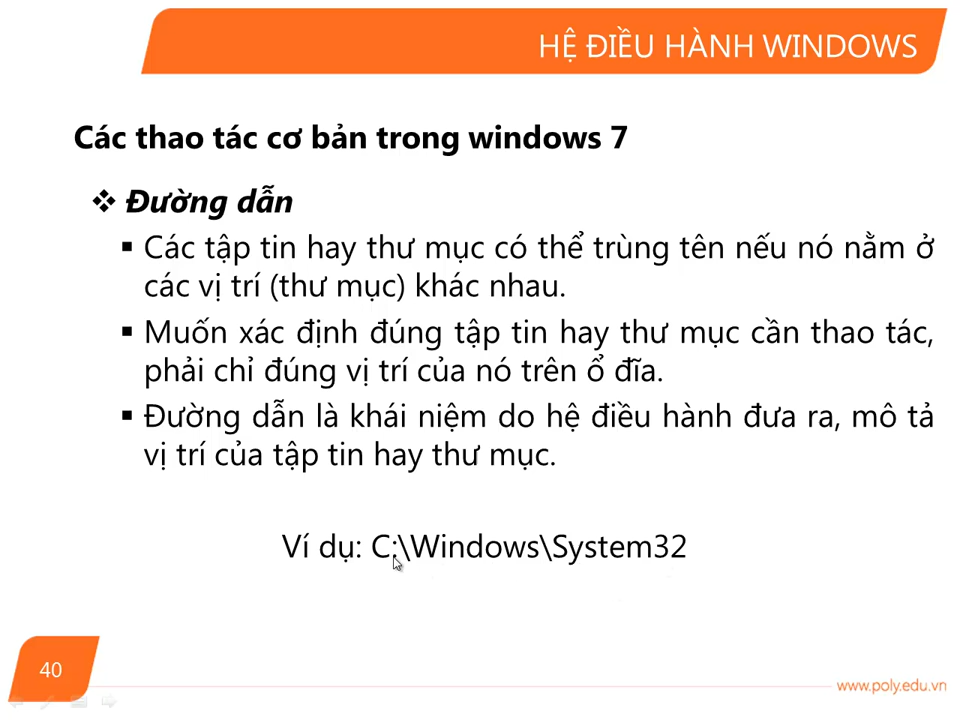 HỆ ĐIỀU HÀNH WINDOWS
Các thao tác cơ bản trong windows 7
Đường dẫn
Các tập tin hay thư mục có thể trùng tên nếu nó nằm ở
các vị trí (thư mục) khác nhau.
Muốn xác định đúng tập tin hay thư mục cần thao tác,
phải chỉ đúng vị trí của nó trên ổ đĩa.
Đường dẫn là khái niệm do hệ điều hành đưa ra, mô tả
vị trí của tập tin hay thư mục.
Ví dụ: C:\Windows\System32
40
www.poly.edu.vn